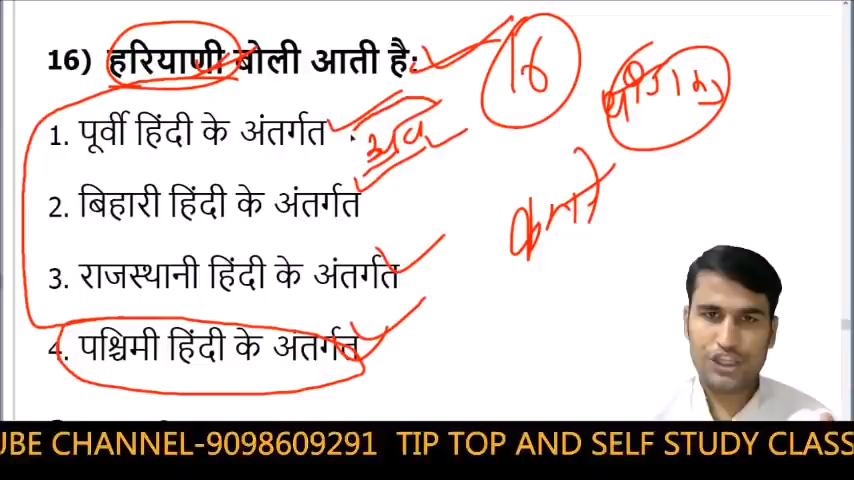 16) हरियाणी बोली आती है:
1. पूर्वी हिंदी के अंतर्गत
2. बिहारी हिंदी के अंतर्गत
3. राजस्थानी हिंदी के अंतर्गत
4. पश्चिमी हिंदी के अंतर्गत
16
UBE CHANNEL-9098609291 TIP TOP AND SELF STUDY CLASS